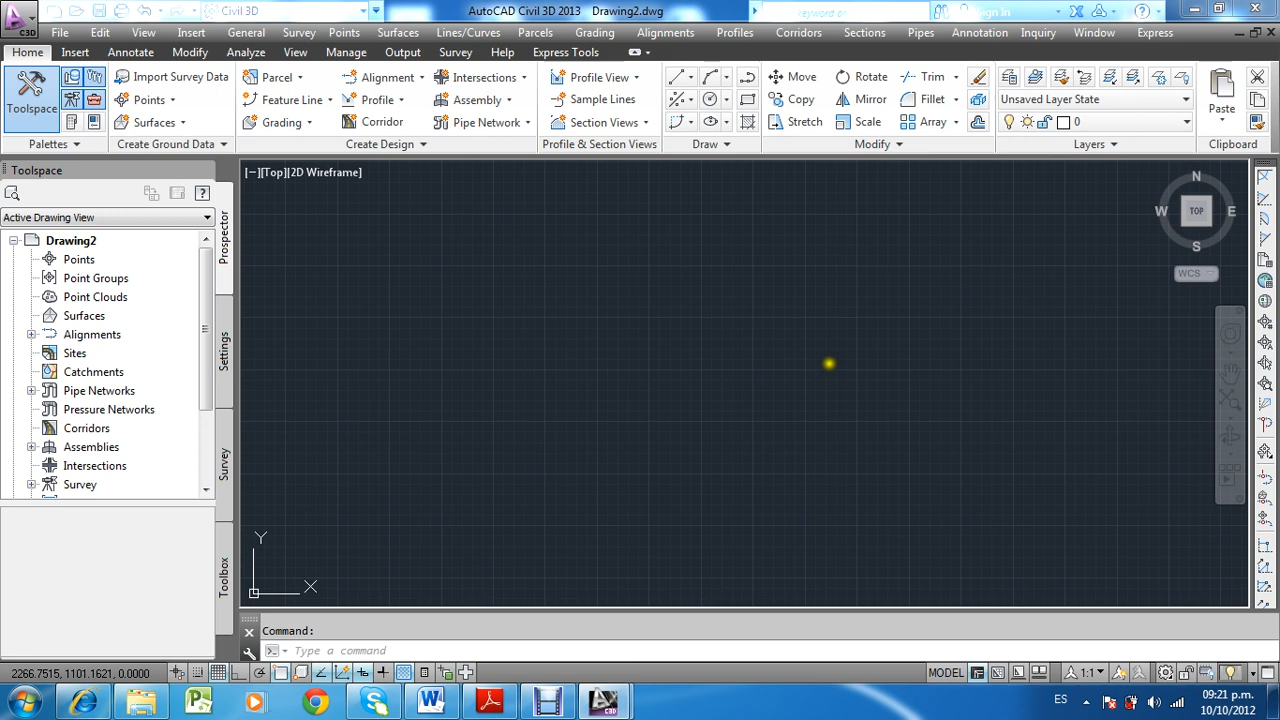 Civil 3D AutoCAD Civil 3D 2013 Drawing2.dwg keyword or Sign In
C3D File Edit View Insert General Survey Points Surfaces Lines/Curves Parcels Grading Alignments Profiles Corridors Sections Pipes Annotation Inquiry Window Express
Home Insert Annotate Modify Analyze View Manage Output Survey Help Express Tools
Toolspace
Import Survey Data
Points
Surfaces
Parcel
Feature Line
Grading
Alignment
Profile
Corridor
Intersections
Assembly
Pipe Network
Profile View
Sample Lines
Section Views
Move
Copy
Stretch
Rotate
Mirror
Scale
Trim
Fillet
Array
Unsaved Layer State
0
Paste
Palettes Create Ground Data Create Design Profile & Section Views Draw Modify Layers Clipboard
Toolspace
Active Drawing View
Drawing2
Points
Point Groups
Point Clouds
Surfaces
Alignments
Sites
Catchments
Pipe Networks
Pressure Networks
Corridors
Assemblies
Intersections
Survey
Prospector
Settings
Survey
Toolbox
[−][Top][2D Wireframe]
N
W TOP E
S
WCS
Y
X
Command:
Type a command
2266.7515, 1101.1621, 0.0000 MODEL 1:1
ES 09:21 p.m.
10/10/2012